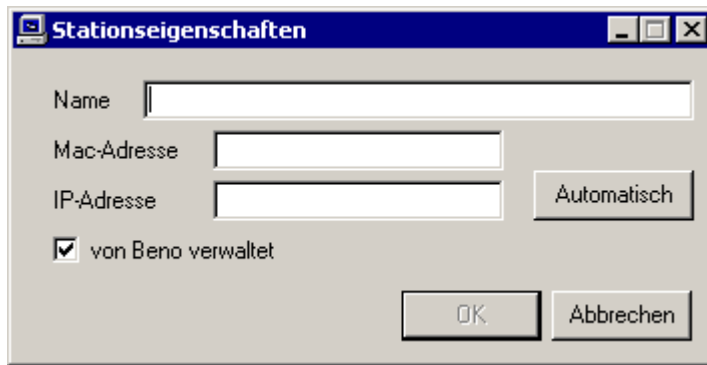 Stationseigenschaften
Name
Mac-Adresse
IP-Adresse
Automatisch
von Beno verwaltet
OK
Abbrechen